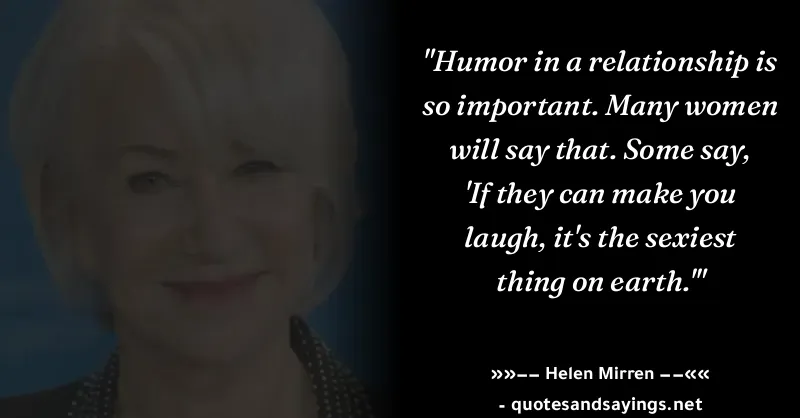 "Humor in a relationship is
so important. Many women
will say that. Some say,
'If they can make you
laugh, it's the sexiest
thing on earth.'"
»»−− Helen Mirren −−««
- quotesandsayings.net